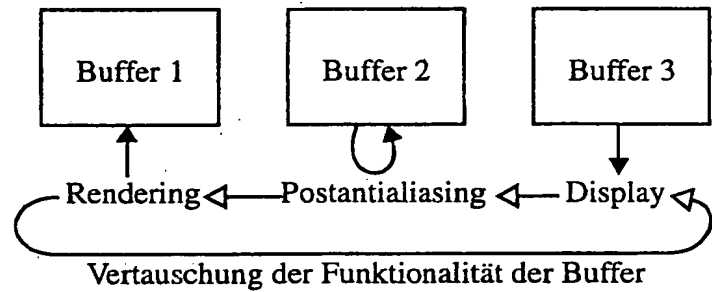 Buffer 1 Buffer 2 Buffer 3
Rendering Postantialiasing Display
Vertauschung der Funktionalität der Buffer